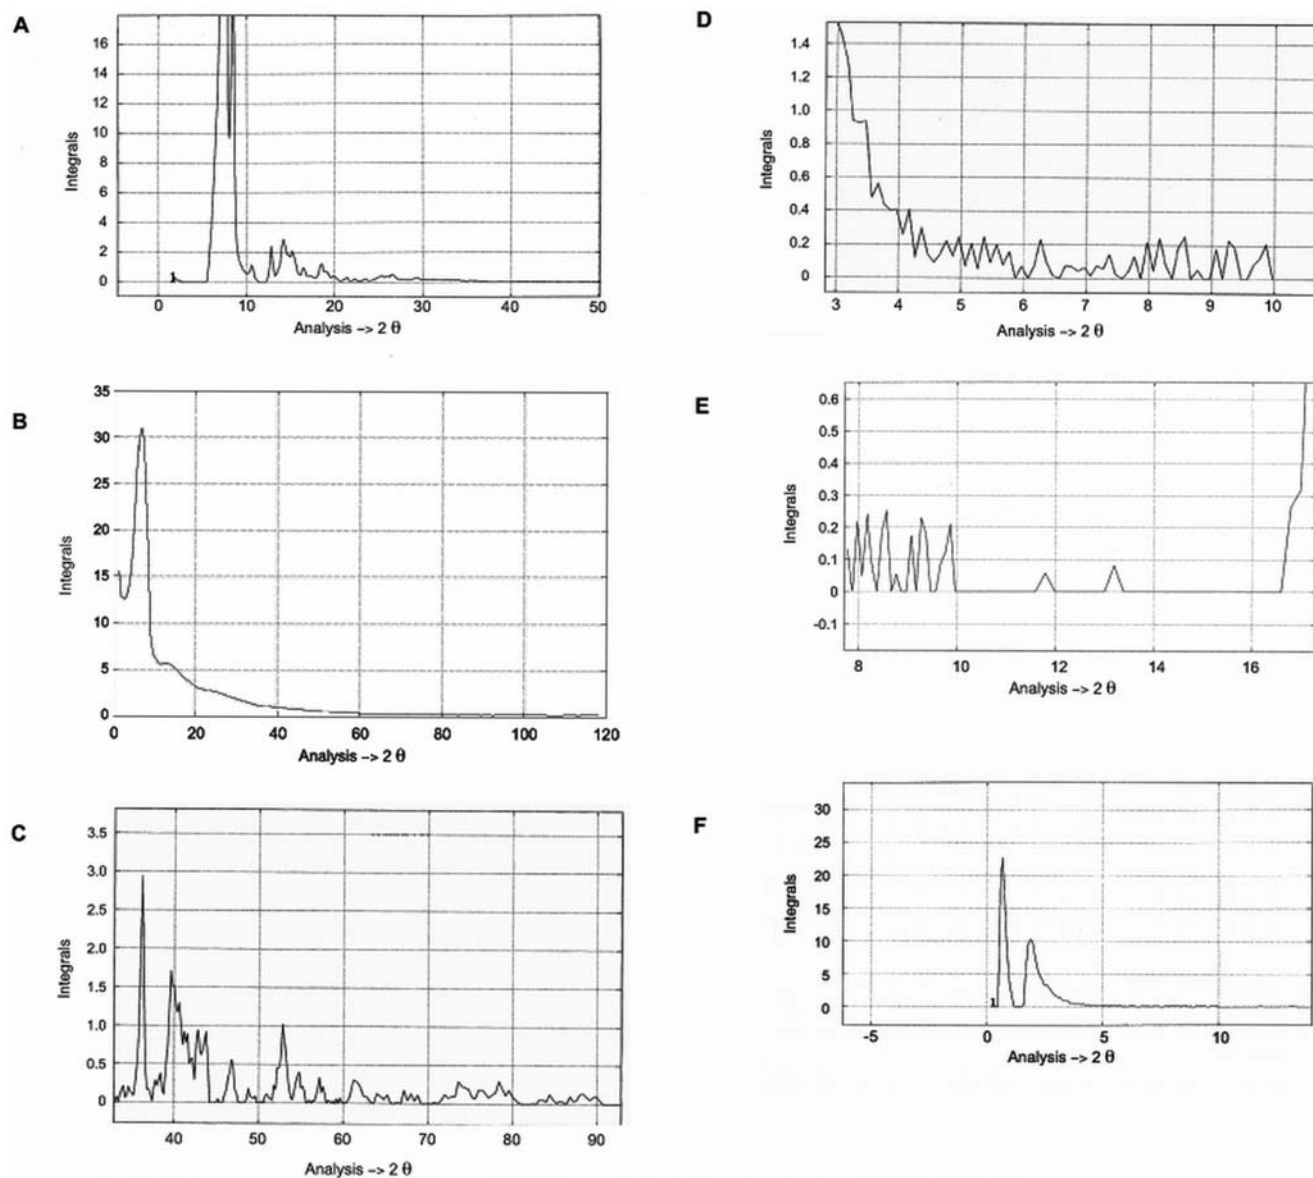 A
16
14
12
10
8
6
4
2
0
Integrals
1
0 10 20 30 40 50
Analysis -> 2 θ
B
35
30
25
20
15
10
5
0
Integrals
0 20 40 60 80 100 120
Analysis -> 2 θ
C
3.5
3.0
2.5
2.0
1.5
1.0
0.5
0
Integrals
40 50 60 70 80 90
Analysis -> 2 θ
D
1.4
1.2
1.0
0.8
0.6
0.4
0.2
0
Integrals
3 4 5 6 7 8 9 10
Analysis -> 2 θ
E
0.6
0.5
0.4
0.3
0.2
0.1
0
-0.1
Integrals
8 10 12 14 16
Analysis -> 2 θ
F
30
25
20
15
10
5
0
Integrals
1
-5 0 5 10
Analysis -> 2 θ